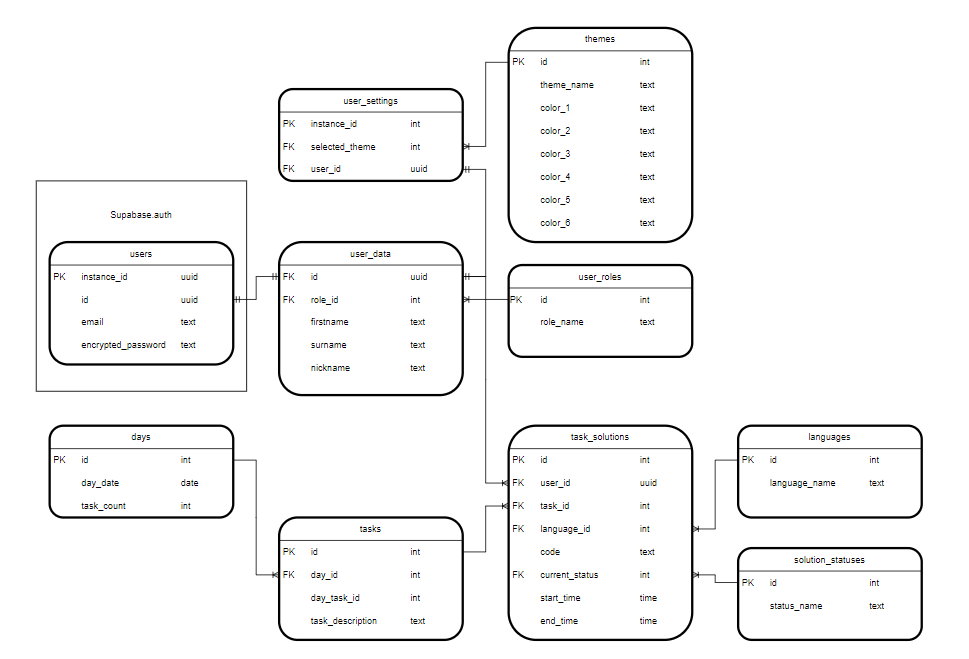 themes
PK id int
theme_name text
color_1 text
color_2 text
color_3 text
color_4 text
color_5 text
color_6 text
user_settings
PK instance_id int
FK selected_theme int
FK user_id uuid
Supabase.auth
users
PK instance_id uuid
id uuid
email text
encrypted_password text
user_data
FK id uuid
FK role_id int
firstname text
surname text
nickname text
user_roles
PK id int
role_name text
days
PK id int
day_date date
task_count int
tasks
PK id int
FK day_id int
day_task_id int
task_description text
task_solutions
PK id int
FK user_id uuid
FK task_id int
FK language_id int
code text
FK current_status int
start_time time
end_time time
languages
PK id int
language_name text
solution_statuses
PK id int
status_name text